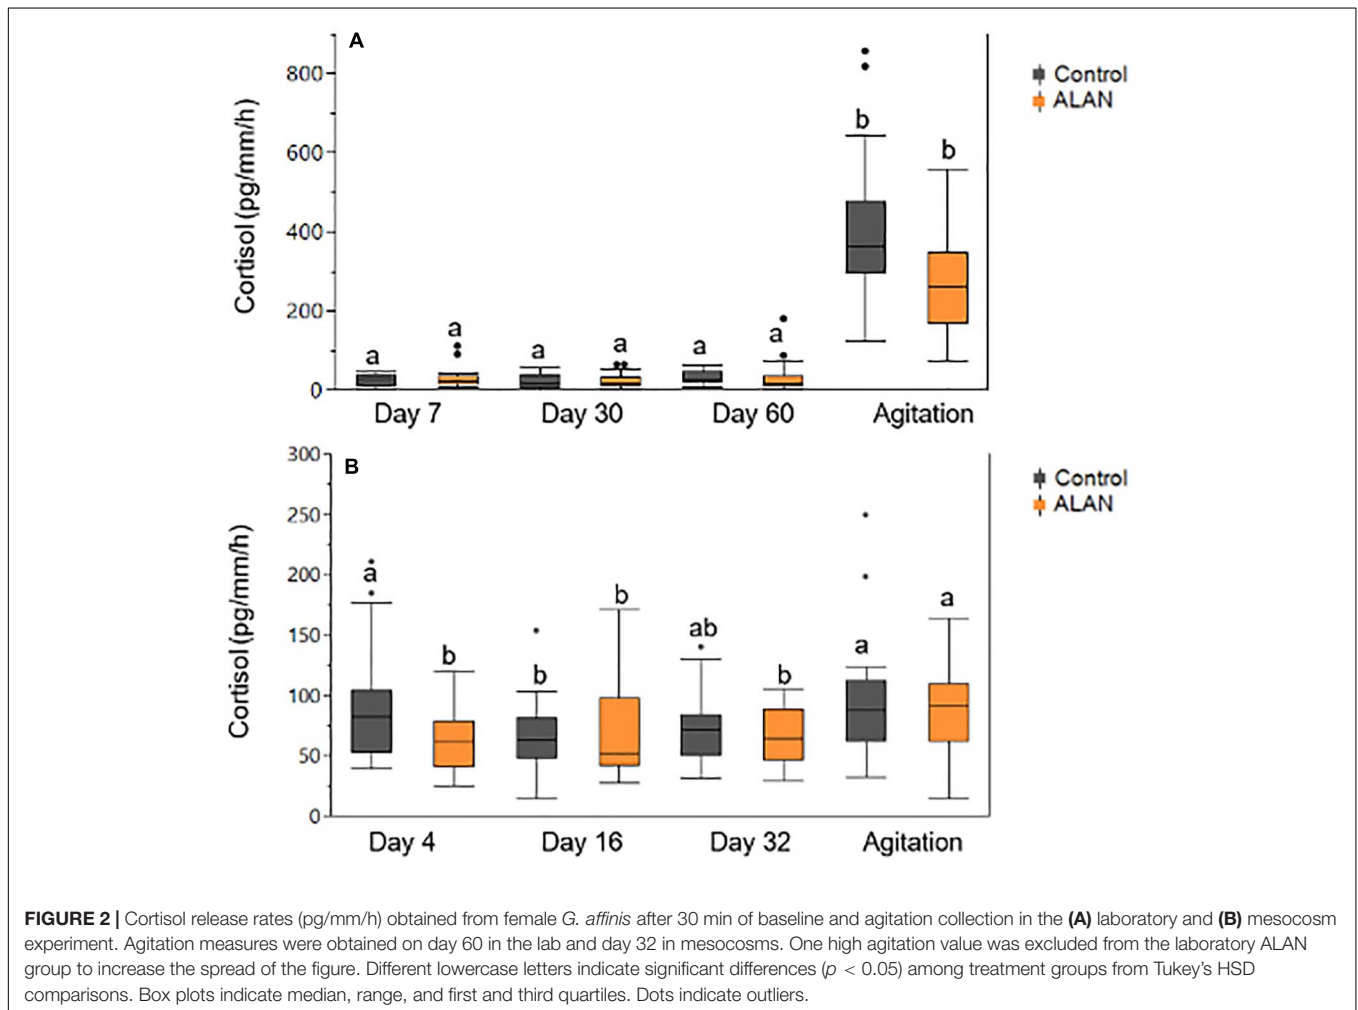 A
Cortisol (pg/mm/h)
800
600
400
200
0
a
a
a
a
a
a
b
b
Day 7
Day 30
Day 60
Agitation
Control
ALAN
B
Cortisol (pg/mm/h)
300
250
200
150
100
50
0
a
b
b
b
ab
b
a
a
Day 4
Day 16
Day 32
Agitation
Control
ALAN
FIGURE 2 | Cortisol release rates (pg/mm/h) obtained from female G. affinis after 30 min of baseline and agitation collection in the (A) laboratory and (B) mesocosm
experiment. Agitation measures were obtained on day 60 in the lab and day 32 in mesocosms. One high agitation value was excluded from the laboratory ALAN
group to increase the spread of the figure. Different lowercase letters indicate significant differences (p < 0.05) among treatment groups from Tukey's HSD
comparisons. Box plots indicate median, range, and first and third quartiles. Dots indicate outliers.